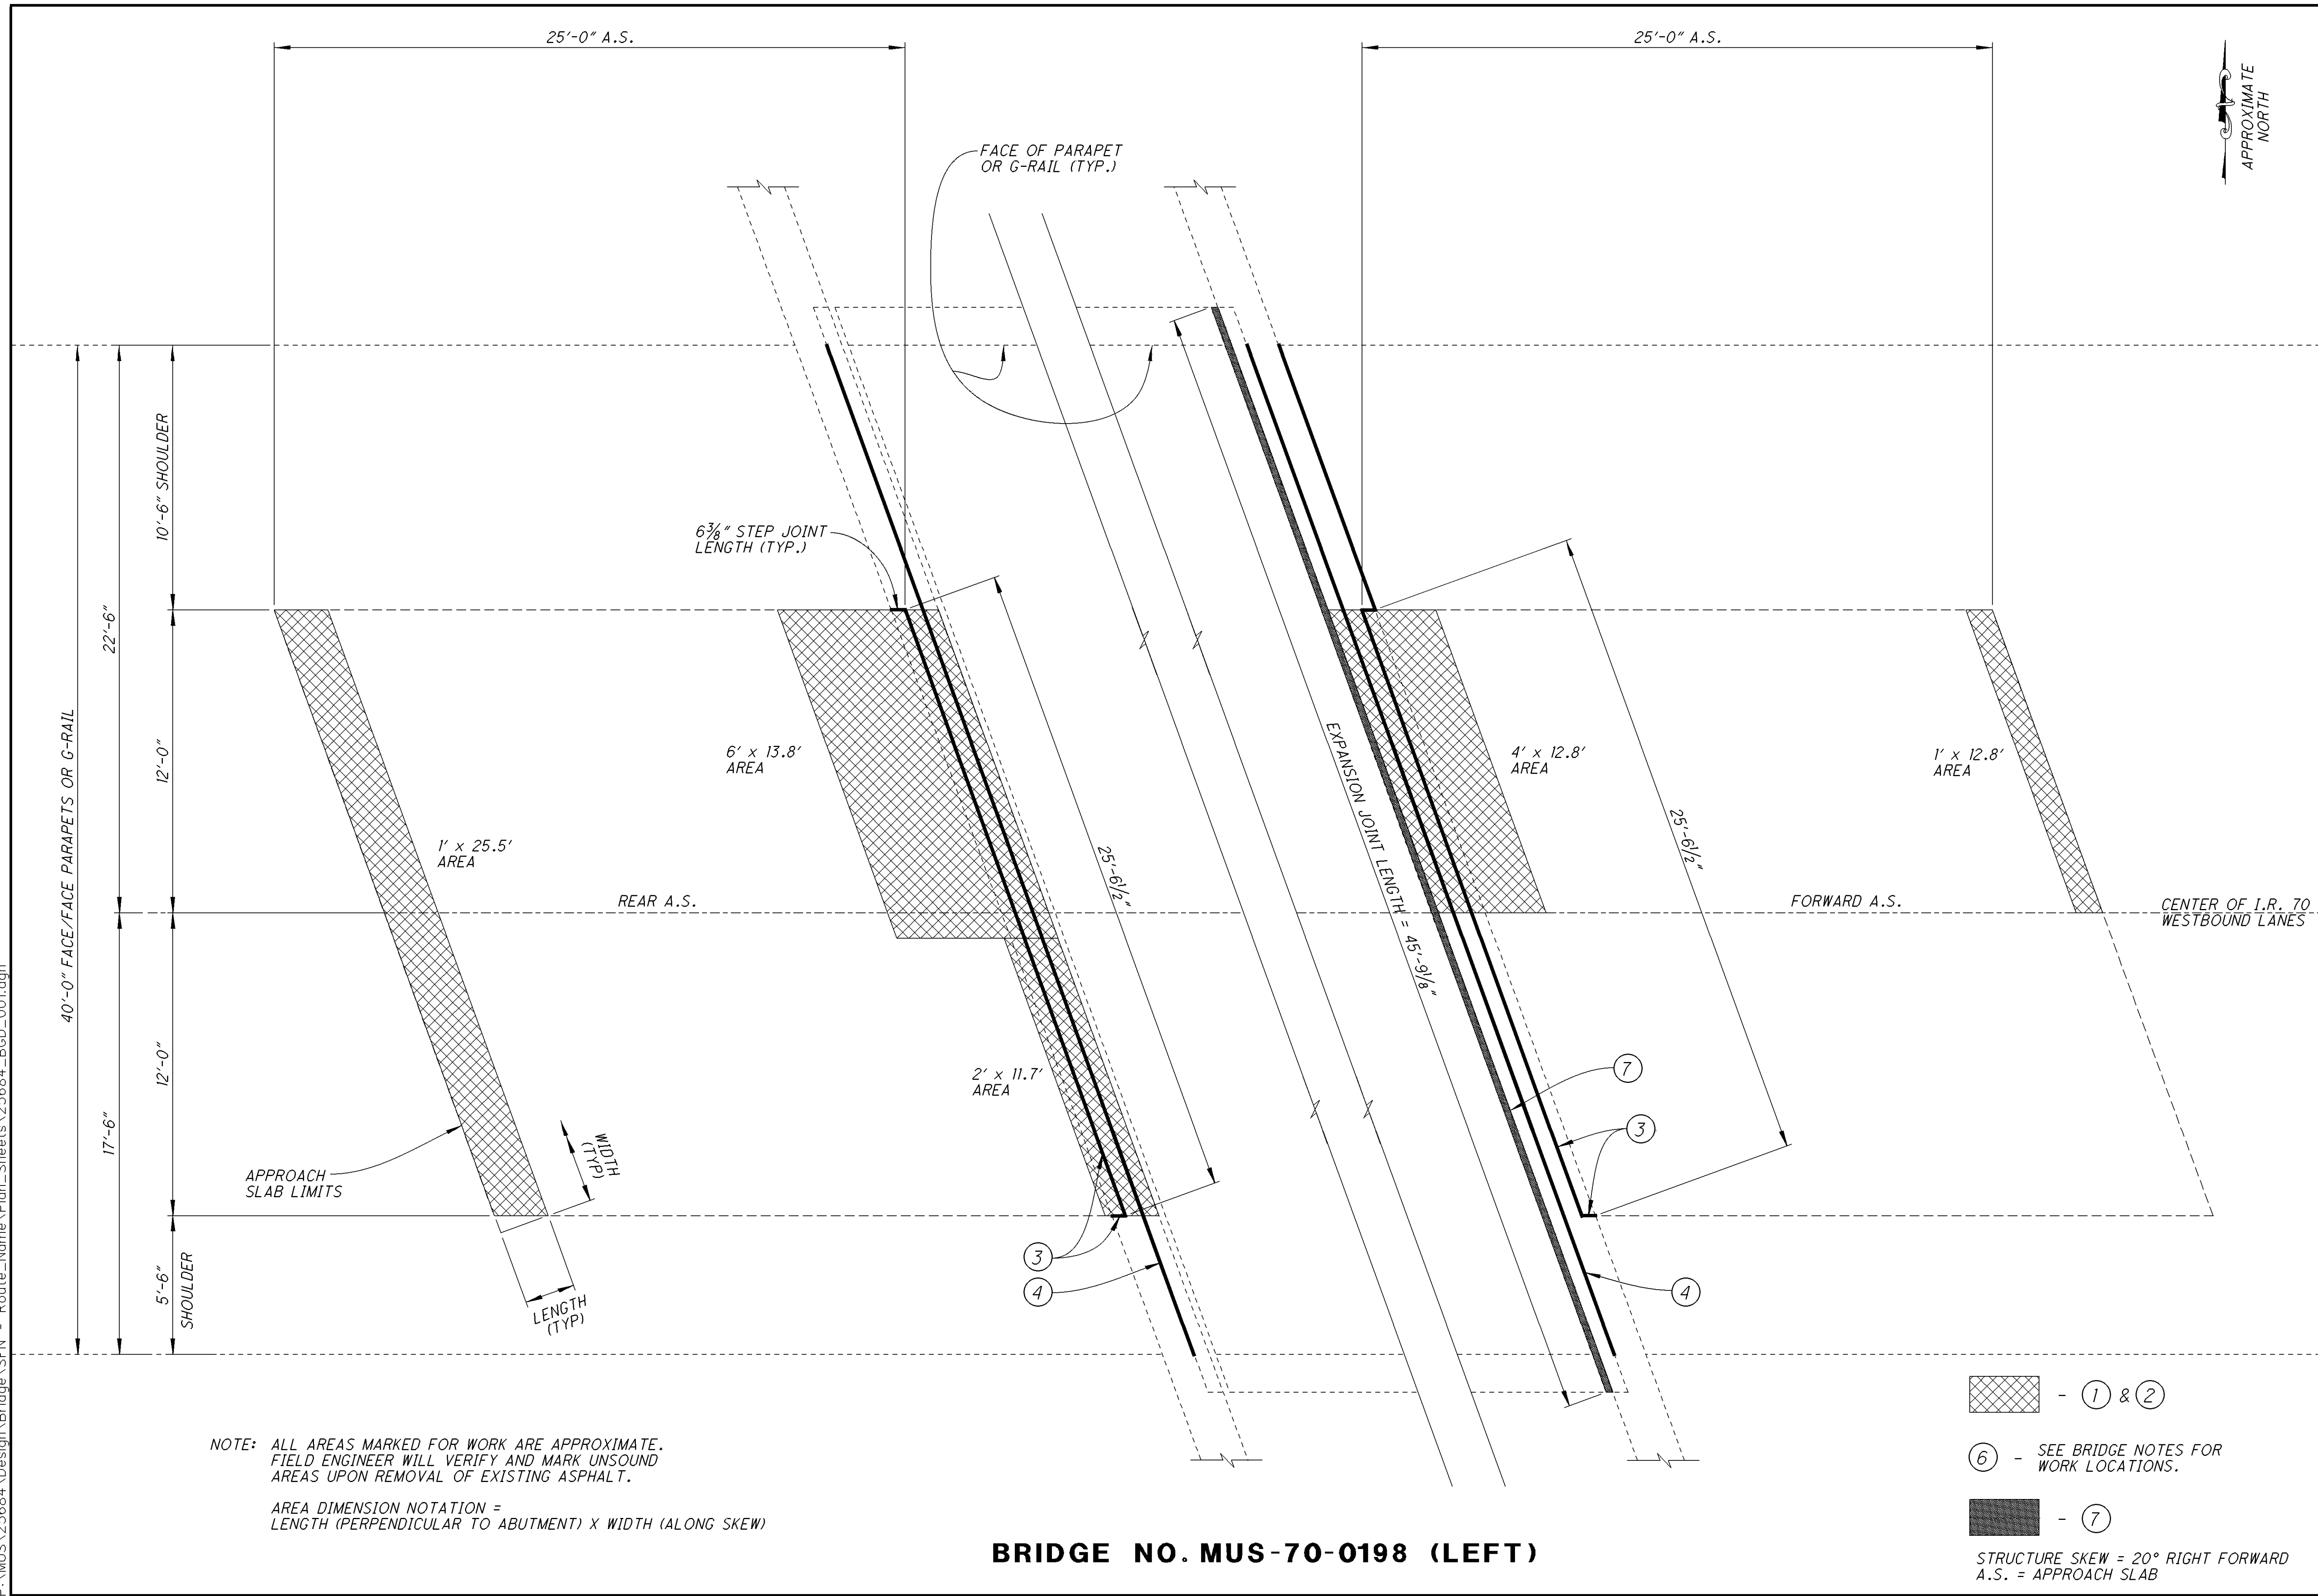 25'-0" A.S.
25'-0" A.S.
APPROXIMATE
NORTH
FACE OF PARAPET
OR G-RAIL (TYP.)
10'-6" SHOULDER
6⅜" STEP JOINT
LENGTH (TYP.)
22'-6"
40'-0" FACE/FACE PARAPETS OR G-RAIL
12'-0"
6' x 13.8'
AREA
4' x 12.8'
AREA
1' x 12.8'
AREA
EXPANSION JOINT LENGTH = 45'-9⅛"
25'-6½"
25'-6½"
1' x 25.5'
AREA
REAR A.S.
FORWARD A.S.
CENTER OF I.R. 70
WESTBOUND LANES
12'-0"
17'-6"
2' x 11.7'
AREA
7
3
WIDTH
(TYP)
APPROACH
SLAB LIMITS
5'-6"
SHOULDER
LENGTH
(TYP)
3
4
4
- 1 & 2
6 - SEE BRIDGE NOTES FOR
WORK LOCATIONS.
- 7
NOTE: ALL AREAS MARKED FOR WORK ARE APPROXIMATE.
FIELD ENGINEER WILL VERIFY AND MARK UNSOUND
AREAS UPON REMOVAL OF EXISTING ASPHALT.
AREA DIMENSION NOTATION =
LENGTH (PERPENDICULAR TO ABUTMENT) X WIDTH (ALONG SKEW)
BRIDGE NO. MUS-70-0198 (LEFT)
STRUCTURE SKEW = 20° RIGHT FORWARD
A.S. = APPROACH SLAB